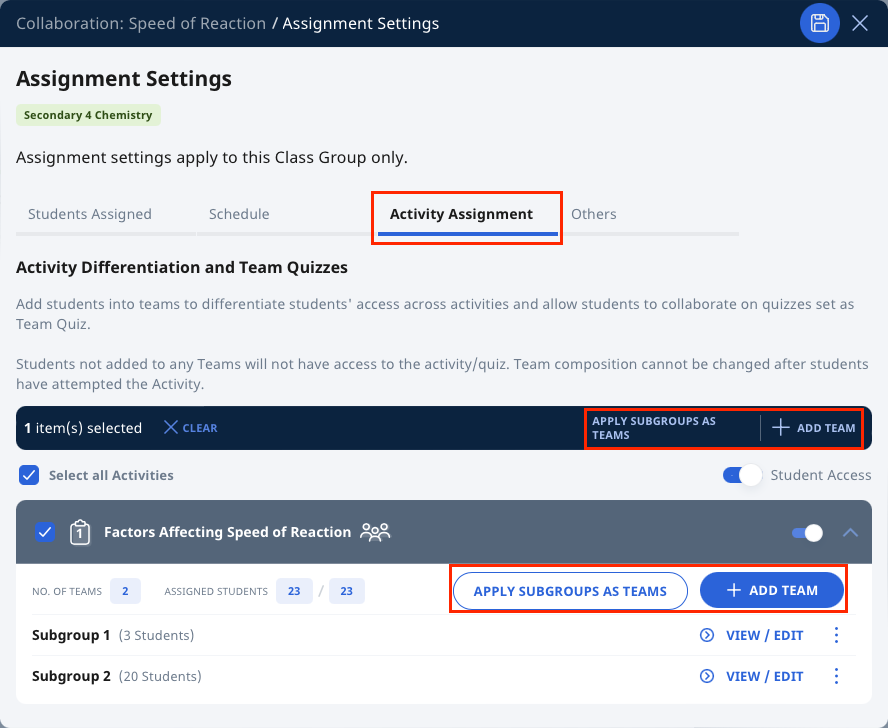 Collaboration: Speed of Reaction / Assignment Settings
Assignment Settings
Secondary 4 Chemistry
Assignment settings apply to this Class Group only.
Students Assigned Schedule Activity Assignment Others
Activity Differentiation and Team Quizzes
Add students into teams to differentiate students' access across activities and allow students to collaborate on quizzes set as
Team Quiz.
Students not added to any Teams will not have access to the activity/quiz. Team composition cannot be changed after students
have attempted the Activity.
1 item(s) selected CLEAR APPLY SUBGROUPS AS
TEAMS ADD TEAM
Select all Activities Student Access
1 Factors Affecting Speed of Reaction
NO. OF TEAMS 2 ASSIGNED STUDENTS 23 / 23 APPLY SUBGROUPS AS TEAMS ADD TEAM
Subgroup 1 (3 Students) VIEW / EDIT
Subgroup 2 (20 Students) VIEW / EDIT